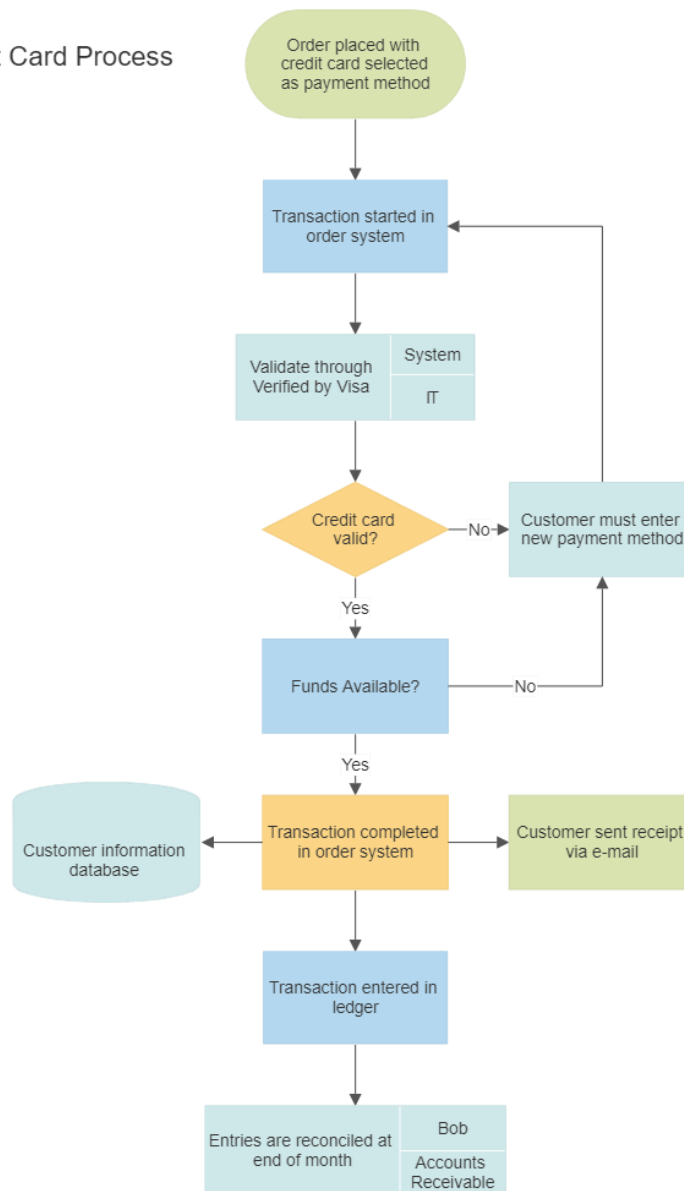 Card Process
Order placed with
credit card selected
as payment method
Transaction started in
order system
Validate through
Verified by Visa
System
IT
Credit card
valid?
No
Customer must enter
new payment method
Yes
Funds Available?
No
Yes
Customer information
database
Transaction completed
in order system
Customer sent receipt
via e-mail
Transaction entered in
ledger
Entries are reconciled at
end of month
Bob
Accounts
Receivable